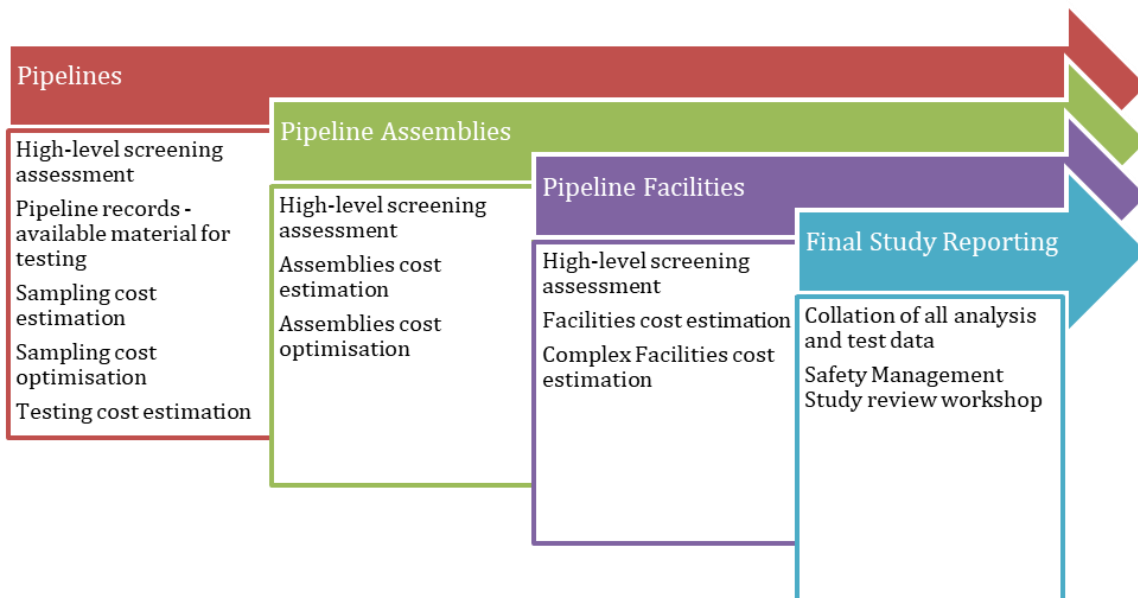 Pipelines
High-level screening
assessment
Pipeline records -
available material for
testing
Sampling cost
estimation
Sampling cost
optimisation
Testing cost estimation
Pipeline Assemblies
High-level screening
assessment
Assemblies cost
estimation
Assemblies cost
optimisation
Pipeline Facilities
High-level screening
assessment
Facilities cost estimation
Complex Facilities cost
estimation
Final Study Reporting
Collation of all analysis
and test data
Safety Management
Study review workshop